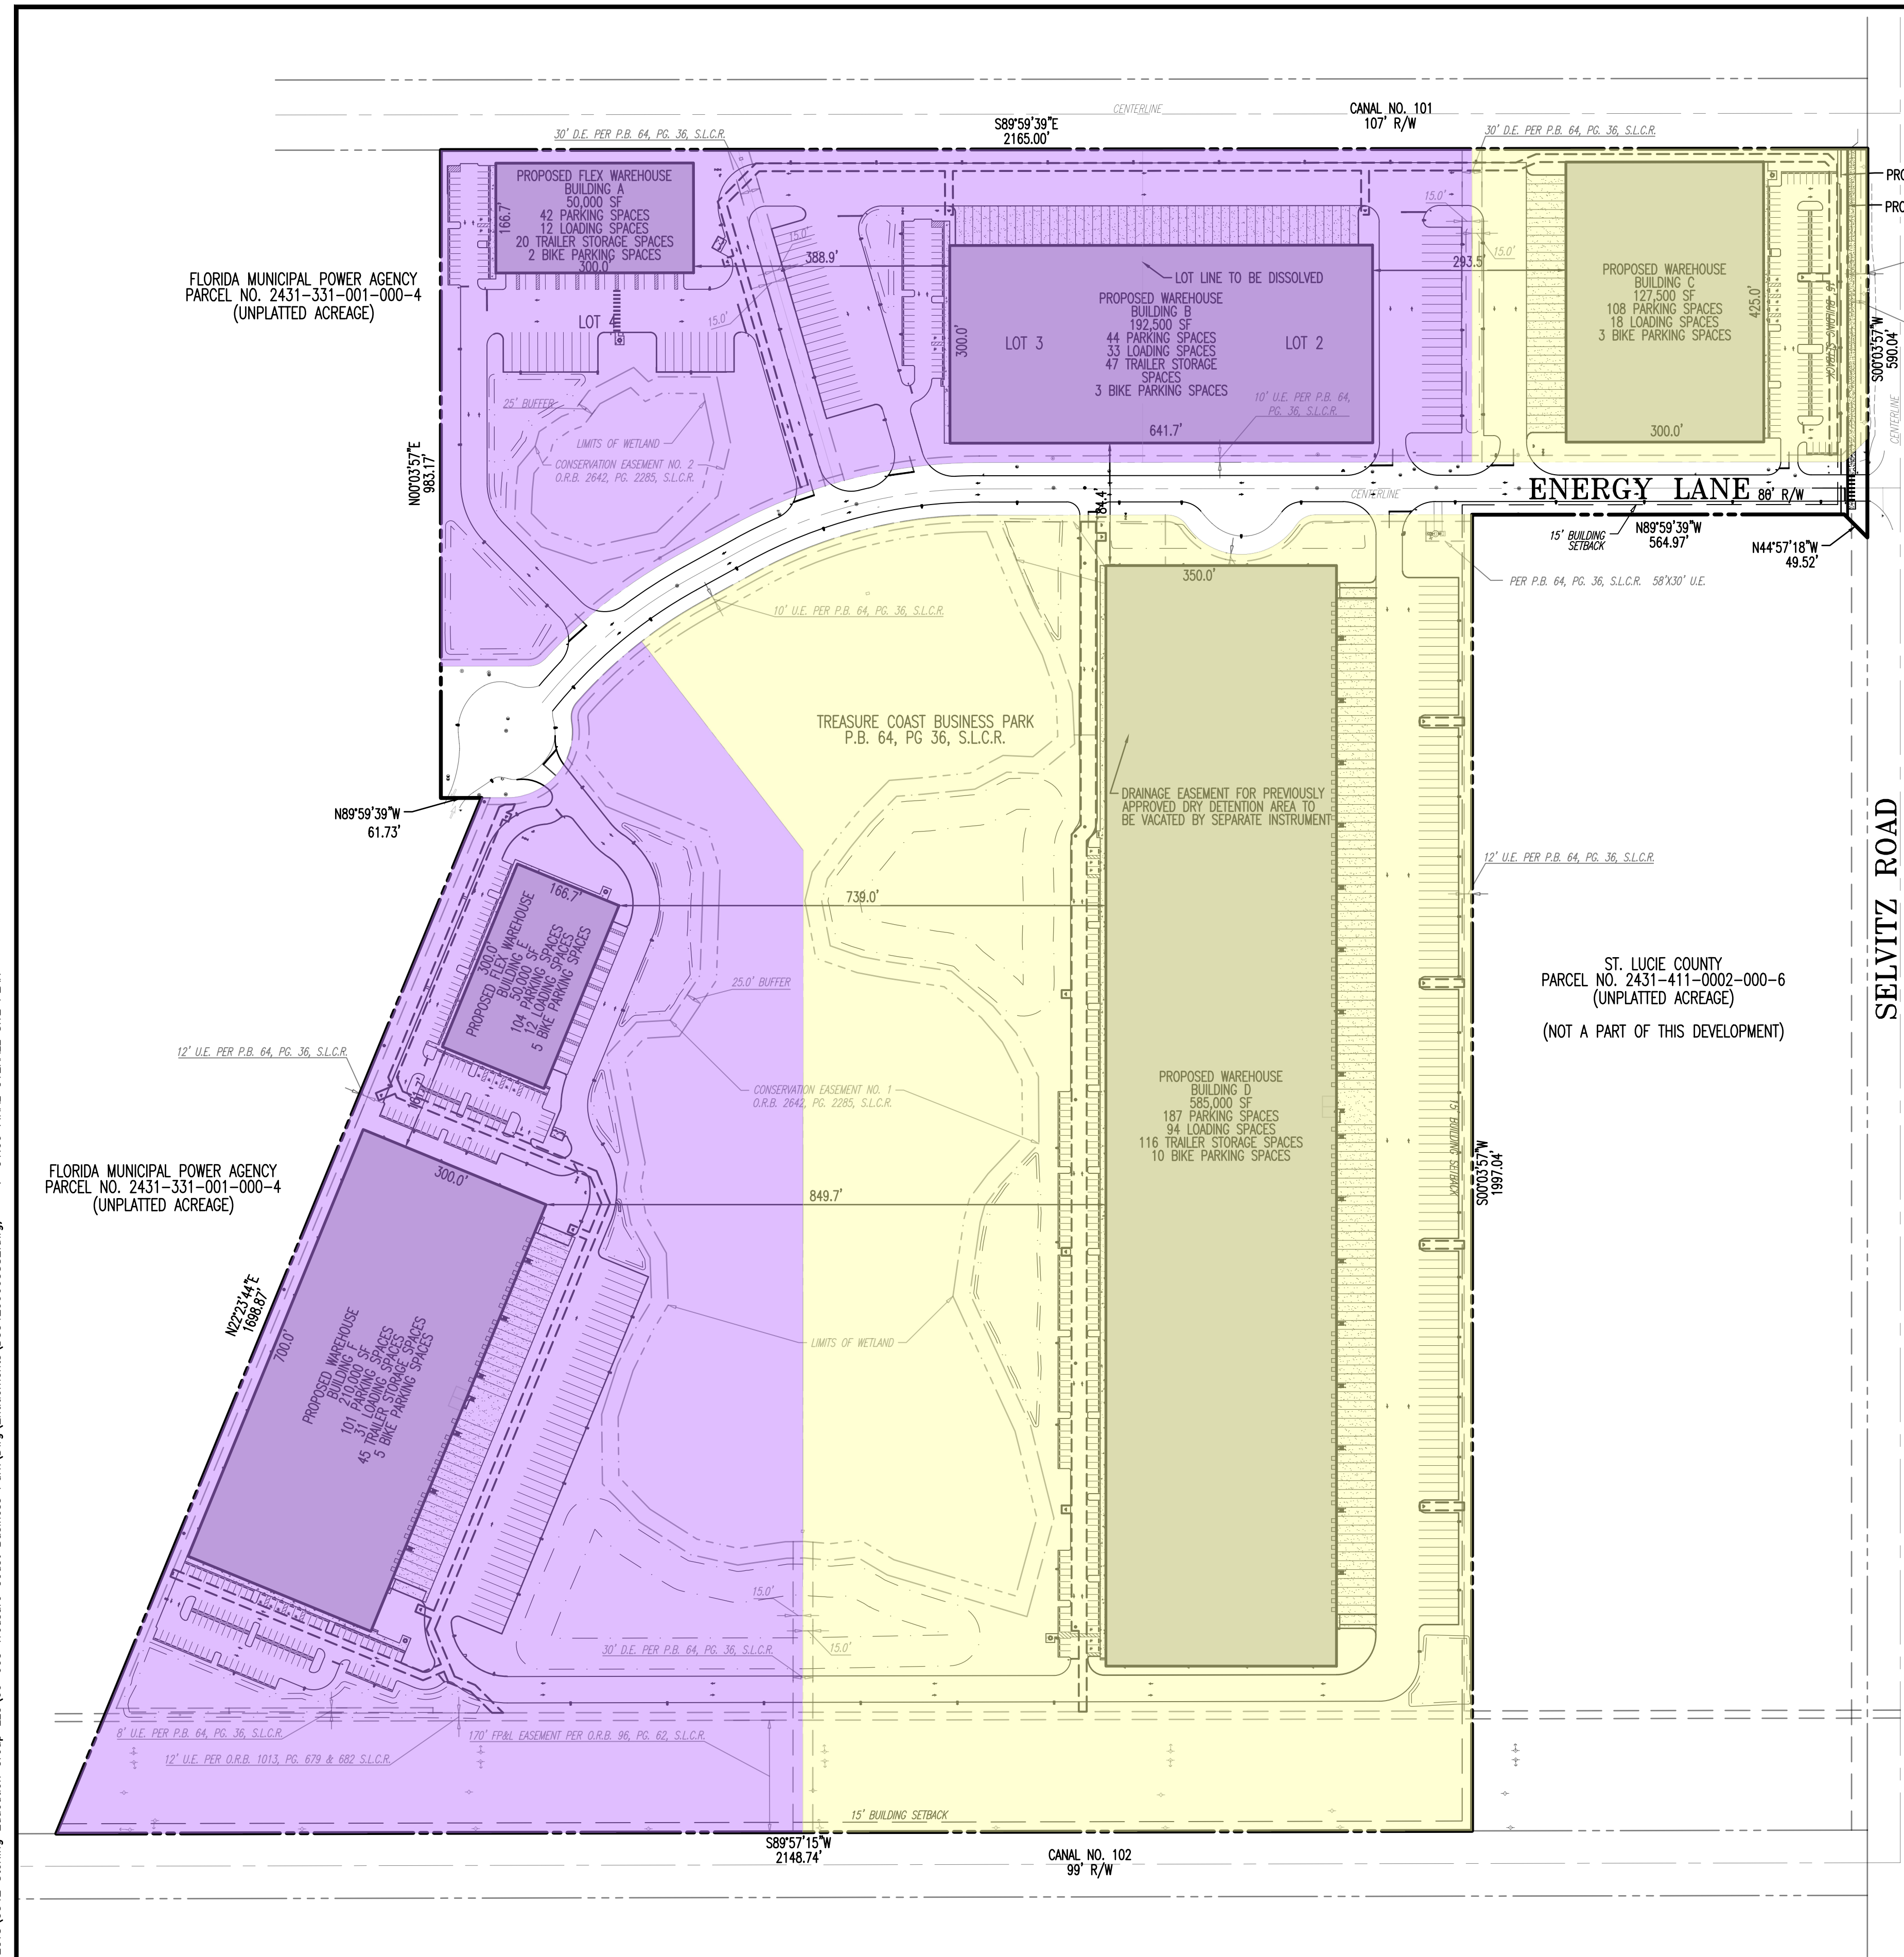 CENTERLINE
CANAL NO. 101
107' R/W
S89°59'39"E
2165.00'
30' D.E. PER P.B. 64, PG. 36, S.L.C.R.
30' D.E. PER P.B. 64, PG. 36, S.L.C.R.
PROPOSED FLEX WAREHOUSE
BUILDING A
50,000 SF
42 PARKING SPACES
12 LOADING SPACES
20 TRAILER STORAGE SPACES
2 BIKE PARKING SPACES
300.0'
166.7'
15.0'
388.9'
15.0'
LOT 4
FLORIDA MUNICIPAL POWER AGENCY
PARCEL NO. 2431-331-001-000-4
(UNPLATTED ACREAGE)
LOT LINE TO BE DISSOLVED
PROPOSED WAREHOUSE
BUILDING B
192,500 SF
44 PARKING SPACES
33 LOADING SPACES
47 TRAILER STORAGE
SPACES
3 BIKE PARKING SPACES
300.0'
LOT 3
LOT 2
10' U.E. PER P.B. 64,
PG. 36, S.L.C.R.
641.7'
15.0'
15.0'
293.5'
PROPOSED WAREHOUSE
BUILDING C
127,500 SF
108 PARKING SPACES
18 LOADING SPACES
3 BIKE PARKING SPACES
425.0'
300.0'
15' BUILDING SETBACK
PRO
PRO
S00°03'57"W
590.04'
CENTERLINE
25' BUFFER
LIMITS OF WETLAND
CONSERVATION EASEMENT NO. 2
O.R.B. 2642, PG. 2285, S.L.C.R.
N00°03'57"E
983.17'
184.4'
CENTERLINE
ENERGY LANE
80' R/W
15' BUILDING
SETBACK
N89°59'39"W
564.97'
N44°57'18"W
49.52'
PER P.B. 64, PG. 36, S.L.C.R. 58'X30' U.E.
350.0'
10' U.E. PER P.B. 64, PG. 36, S.L.C.R.
TREASURE COAST BUSINESS PARK
P.B. 64, PG 36, S.L.C.R.
DRAINAGE EASEMENT FOR PREVIOUSLY
APPROVED DRY DETENTION AREA TO
BE VACATED BY SEPARATE INSTRUMENT
N89°59'39"W
61.73'
12' U.E. PER P.B. 64, PG. 36, S.L.C.R.
SELVITZ ROAD
739.0'
166.7'
300.0'
PROPOSED FLEX WAREHOUSE
BUILDING E
50,000 SF
104 PARKING SPACES
12 LOADING SPACES
5 BIKE PARKING SPACES
25.0' BUFFER
ST. LUCIE COUNTY
PARCEL NO. 2431-411-0002-000-6
(UNPLATTED ACREAGE)
(NOT A PART OF THIS DEVELOPMENT)
12' U.E. PER P.B. 64, PG. 36, S.L.C.R.
CONSERVATION EASEMENT NO. 1
O.R.B. 2642, PG. 2285, S.L.C.R.
PROPOSED WAREHOUSE
BUILDING D
585,000 SF
187 PARKING SPACES
94 LOADING SPACES
116 TRAILER STORAGE SPACES
10 BIKE PARKING SPACES
15' BUILDING SETBACK
S00°03'57"W
1997.04'
FLORIDA MUNICIPAL POWER AGENCY
PARCEL NO. 2431-331-001-000-4
(UNPLATTED ACREAGE)
300.0'
849.7'
N22°23'44"E
1698.87'
700.0'
PROPOSED WAREHOUSE
BUILDING F
210,000 SF
101 PARKING SPACES
31 LOADING SPACES
45 TRAILER STORAGE SPACES
5 BIKE PARKING SPACES
LIMITS OF WETLAND
15.0'
15.0'
30' D.E. PER P.B. 64, PG. 36, S.L.C.R.
8' U.E. PER P.B. 64, PG. 36, S.L.C.R.
170' FP&L EASEMENT PER O.R.B. 96, PG. 62, S.L.C.R.
12' U.E. PER O.R.B. 1013, PG. 679 & 682 S.L.C.R.
15' BUILDING SETBACK
S89°57'15"W
2148.74'
CANAL NO. 102
99' R/W